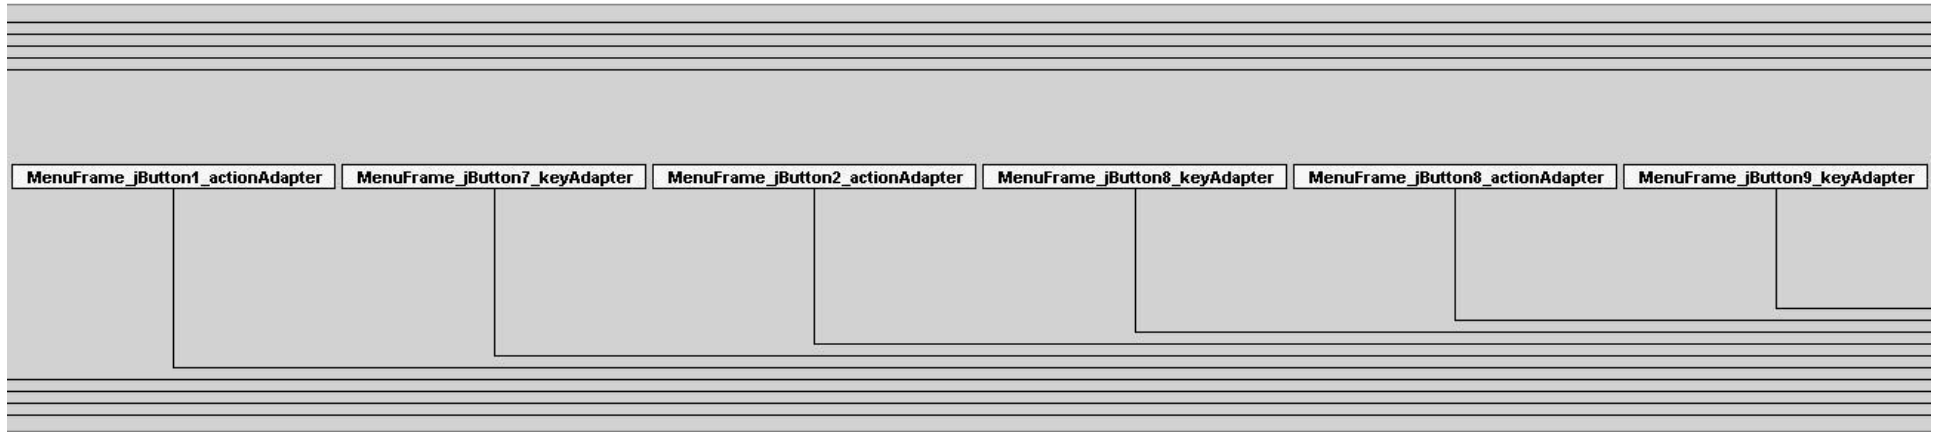 MenuFrame_jButton1_actionAdapter
MenuFrame_jButton7_keyAdapter
MenuFrame_jButton2_actionAdapter
MenuFrame_jButton8_keyAdapter
MenuFrame_jButton8_actionAdapter
MenuFrame_jButton9_keyAdapter